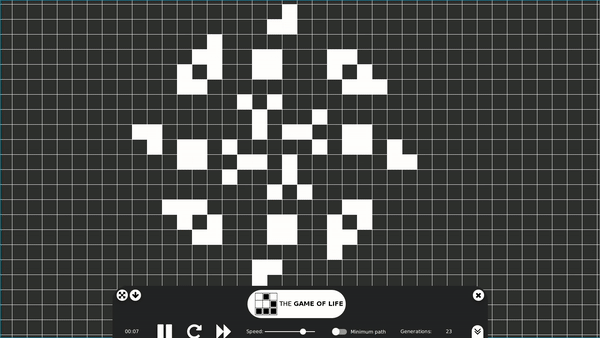 THE GAME OF LIFE
00:07
Speed:
Minimum path
Generations: 23